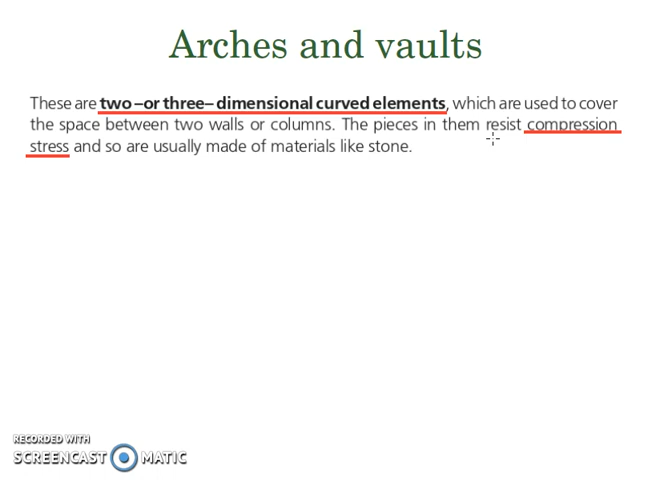 Arches and vaults
These are two –or three– dimensional curved elements, which are used to cover
the space between two walls or columns. The pieces in them resist compression
stress and so are usually made of materials like stone.
RECORDED WITH
SCREENCAST MATIC